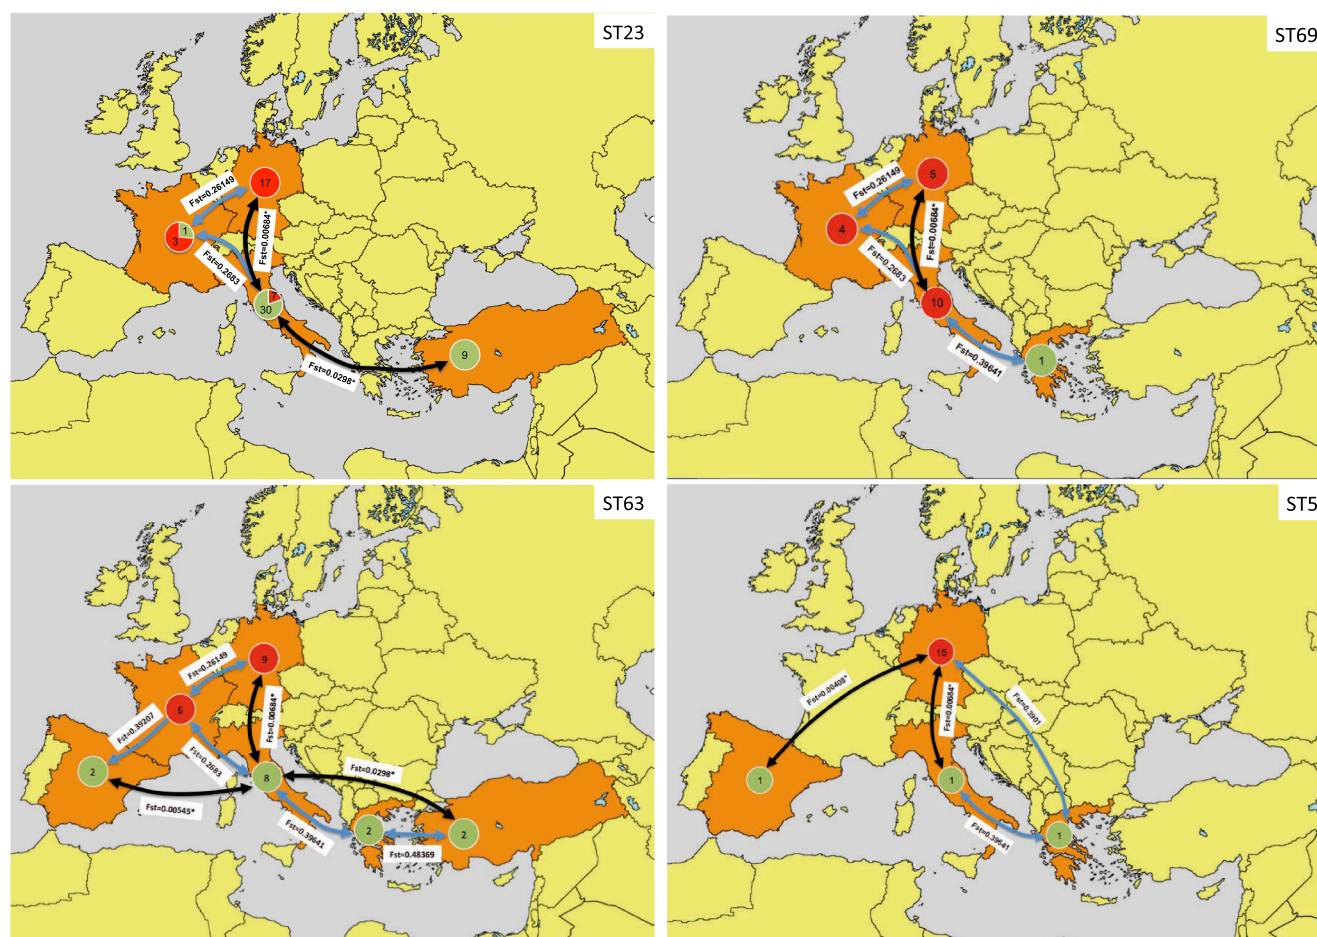 ST23
17
Fst=0.26149
1
3
Fst=0.00684*
Fst=0.2683
7
30
9
Fst=0.0298*
ST69
5
Fst=0.26149
4
Fst=0.00684*
Fst=0.2683
10
1
Fst=0.39641
ST63
9
Fst=0.26149
6
Fst=0.00684*
Fst=0.39207
Fst=0.2683
2
8
Fst=0.0298*
Fst=0.00545*
Fst=0.39641
2
2
Fst=0.48369
ST5
15
Fst=0.00408*
Fst=0.00684*
Fst=0.3901
1
1
Fst=0.39641
1